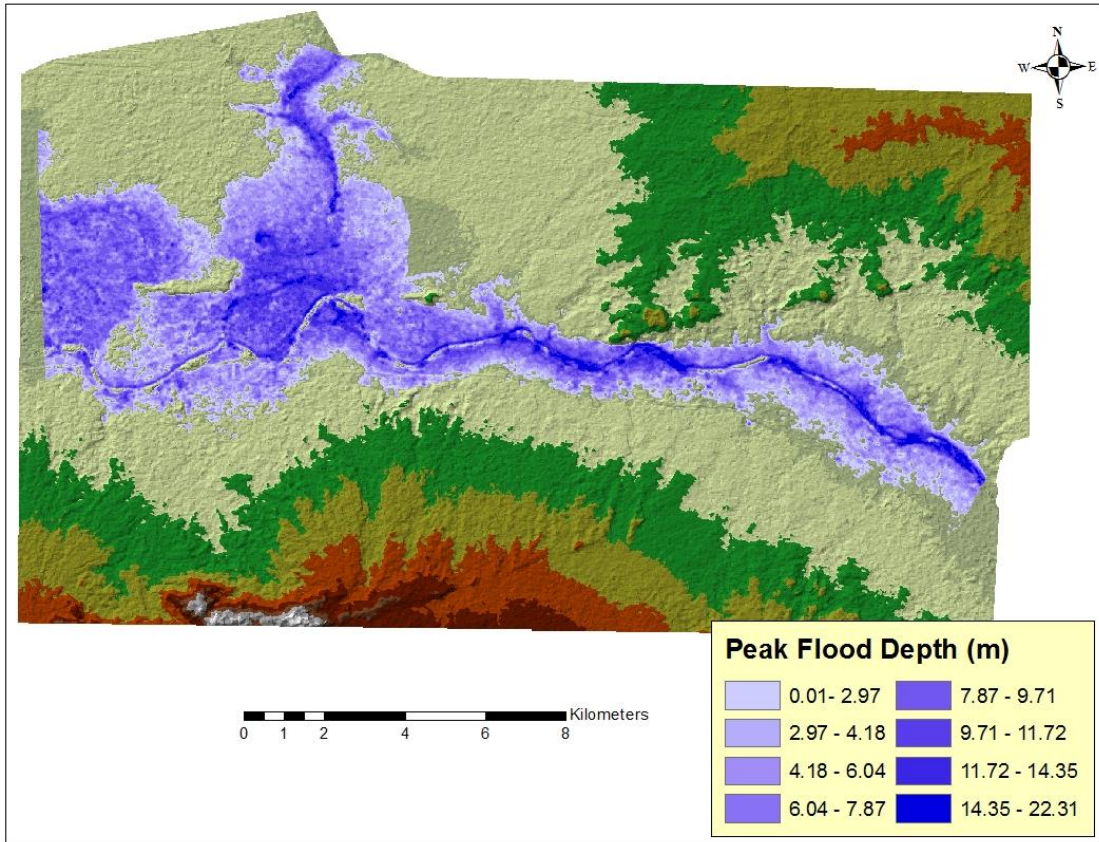 N
W E
S
Peak Flood Depth (m)
0.01- 2.97
2.97 - 4.18
4.18 - 6.04
6.04 - 7.87
7.87 - 9.71
9.71 - 11.72
11.72 - 14.35
14.35 - 22.31
Kilometers
0 1 2 4 6 8